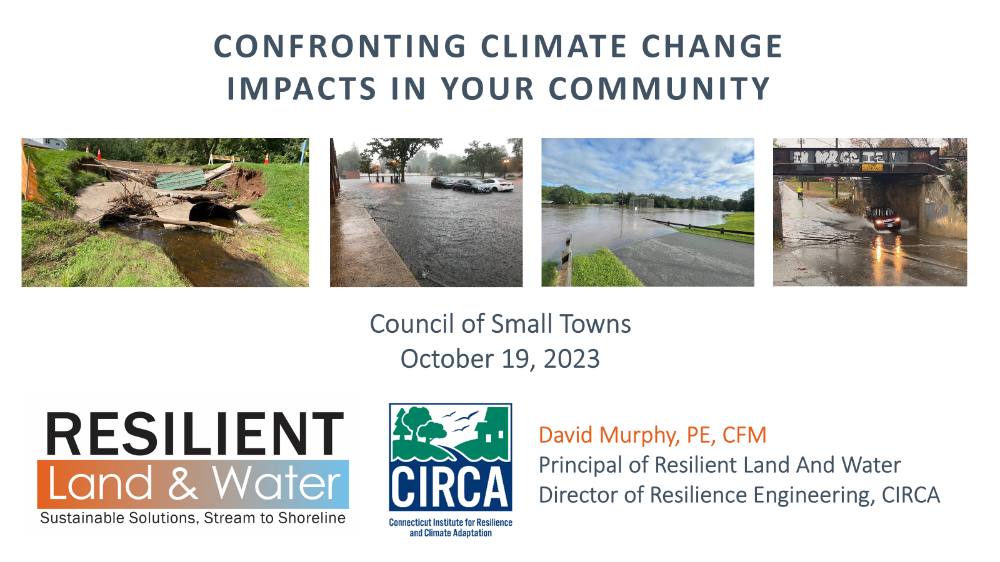 CONFRONTING CLIMATE CHANGE
IMPACTS IN YOUR COMMUNITY
LOW
CLEARANCE
Council of Small Towns
October 19, 2023
RESILIENT
Land & Water
Sustainable Solutions, Stream to Shoreline
CIRCA
Connecticut Institute for Resilience
and Climate Adaptation
David Murphy, PE, CFM
Principal of Resilient Land And Water
Director of Resilience Engineering, CIRCA